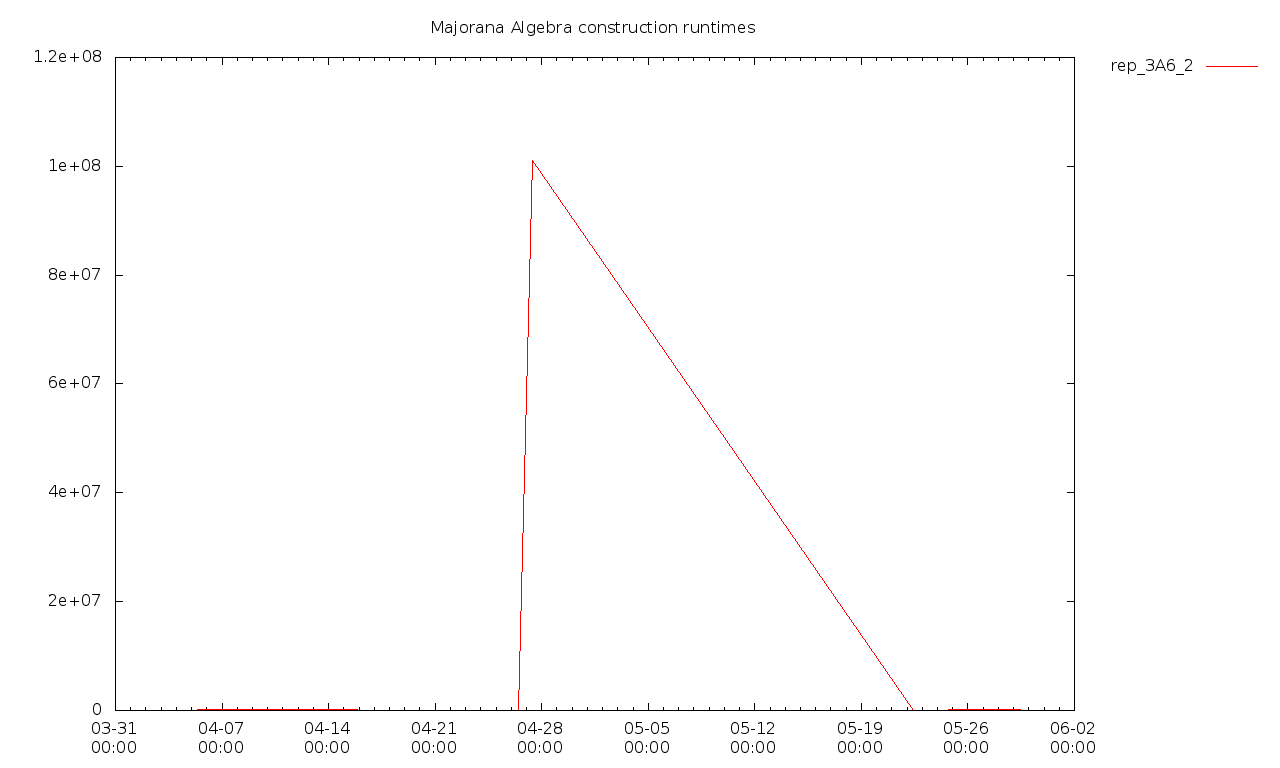 Majorana Algebra construction runtimes
rep_3A6_2
1.2e+08
1e+08
8e+07
6e+07
4e+07
2e+07
0
03-31 04-07 04-14 04-21 04-28 05-05 05-12 05-19 05-26 06-02
00:00 00:00 00:00 00:00 00:00 00:00 00:00 00:00 00:00 00:00